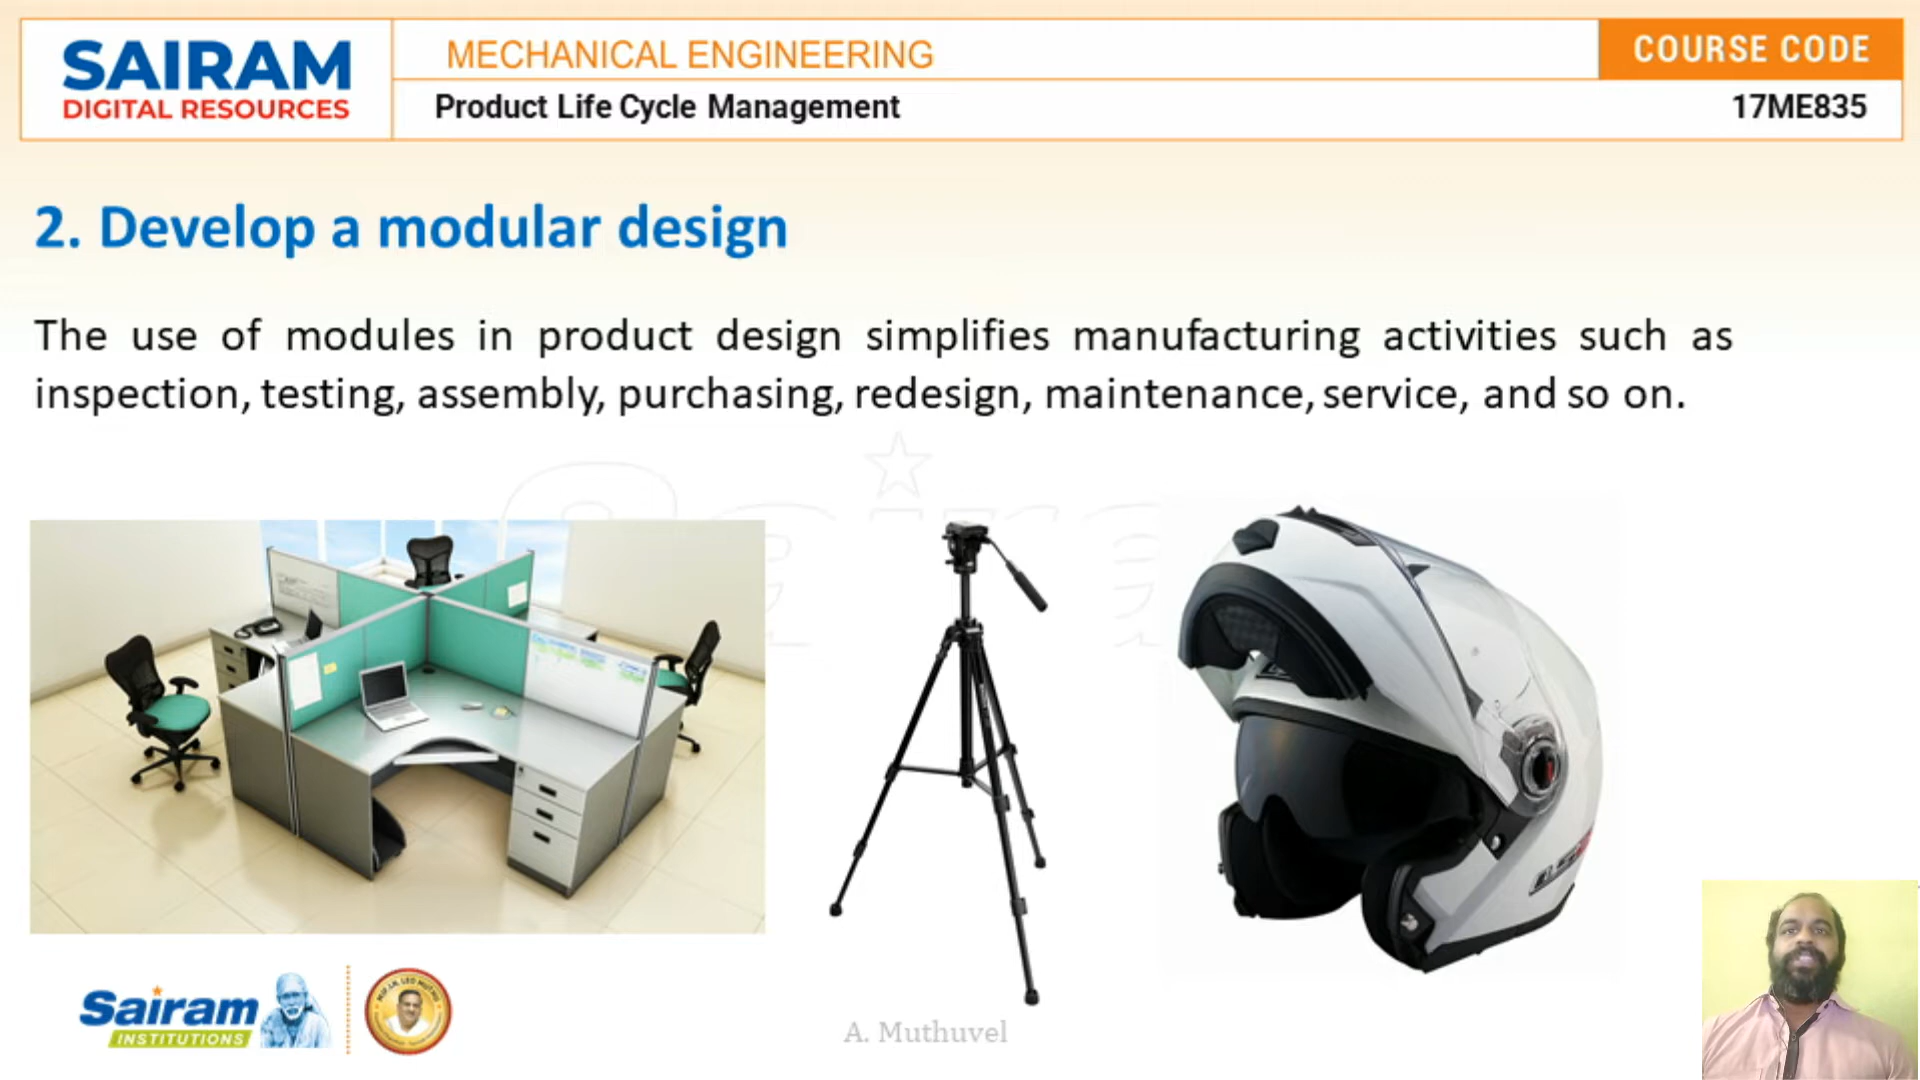 SAIRAM
DIGITAL RESOURCES
MECHANICAL ENGINEERING
COURSE CODE
Product Life Cycle Management
17ME835
2. Develop a modular design
The use of modules in product design simplifies manufacturing activities such as
inspection, testing, assembly, purchasing, redesign, maintenance, service, and so on.
Sairam
Sairam
INSTITUTIONS
A. Muthuvel